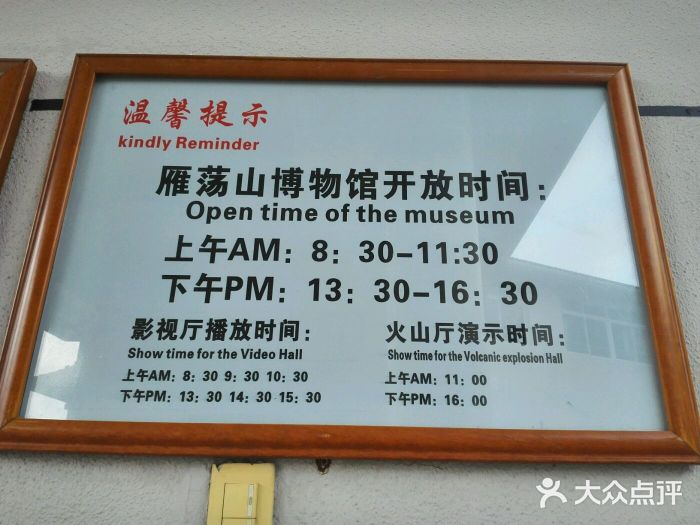 温馨提示
kindly Reminder
雁荡山博物馆开放时间：
Open time of the museum
上午AM：8：30-11:30
下午PM：13：30-16：30
影视厅播放时间：
Show time for the Video Hall
上午AM：8：30 9：30 10：30
下午PM：13：30 14：30 -15：30
火山厅演示时间：
Show time for the Volcanic explosion Hall
上午AM：11：00
下午PM：16：00
大众点评